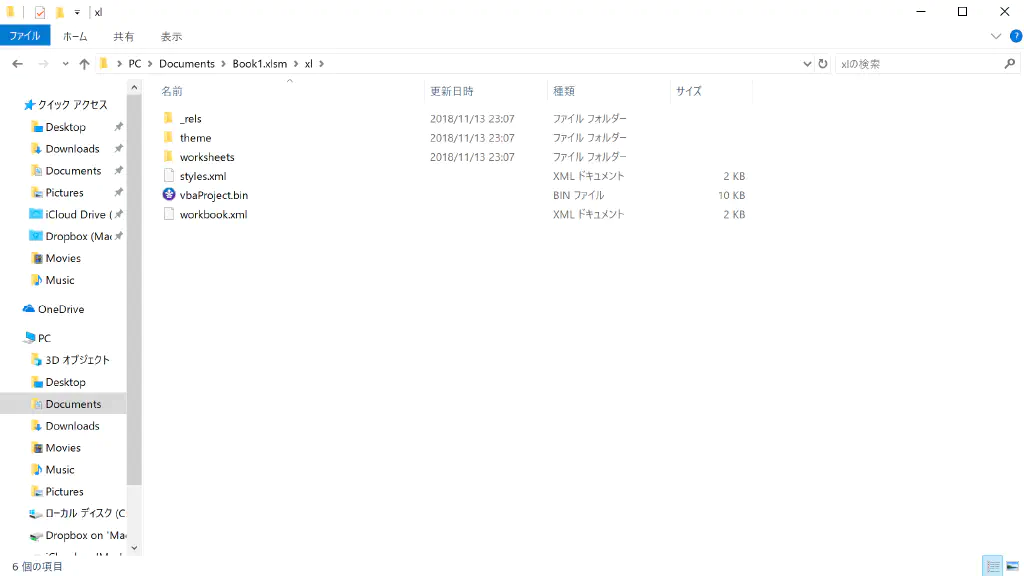 xl
ファイル ホーム 共有 表示
PC Documents Book1.xlsm xl xlの検索
名前 更新日時 種類 サイズ
_rels 2018/11/13 23:07 ファイル フォルダー
theme 2018/11/13 23:07 ファイル フォルダー
worksheets 2018/11/13 23:07 ファイル フォルダー
styles.xml XML ドキュメント 2 KB
vbaProject.bin BIN ファイル 10 KB
workbook.xml XML ドキュメント 2 KB
クイック アクセス
Desktop
Downloads
Documents
Pictures
iCloud Drive (
Dropbox (Mac
Movies
Music
OneDrive
PC
3D オブジェクト
Desktop
Documents
Downloads
Movies
Music
Pictures
ローカル ディスク (C
Dropbox on 'Mac
6 個の項目